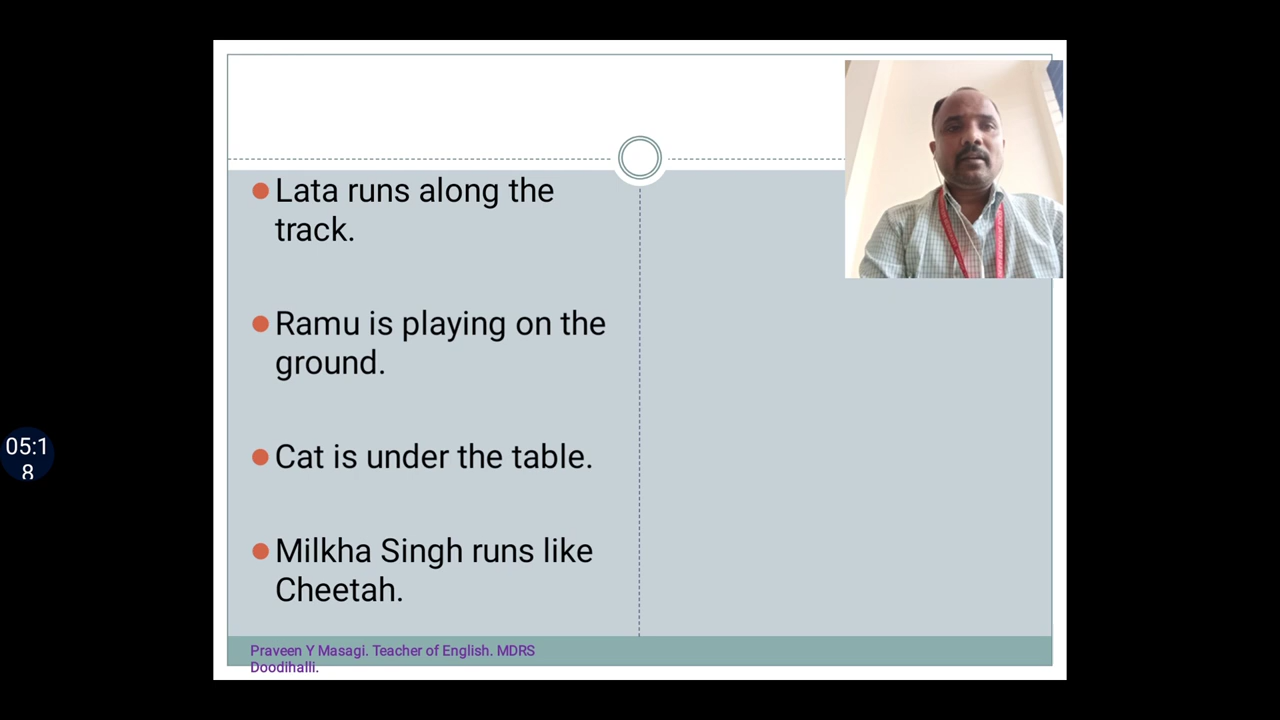 Lata runs along the
track.
Ramu is playing on the
ground.
Cat is under the table.
Milkha Singh runs like
Cheetah.
Praveen Y Masagi. Teacher of English. MDRS
Doodihalli.
05:1
8